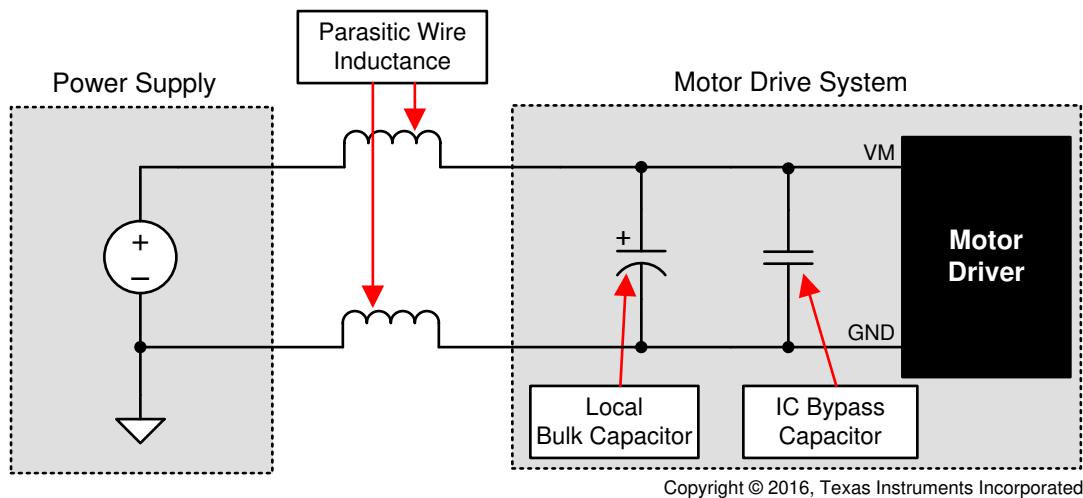 Parasitic Wire
Inductance
Power Supply
Motor Drive System
VM
+
–
+
Motor
Driver
GND
Local
Bulk Capacitor
IC Bypass
Capacitor
Copyright © 2016, Texas Instruments Incorporated